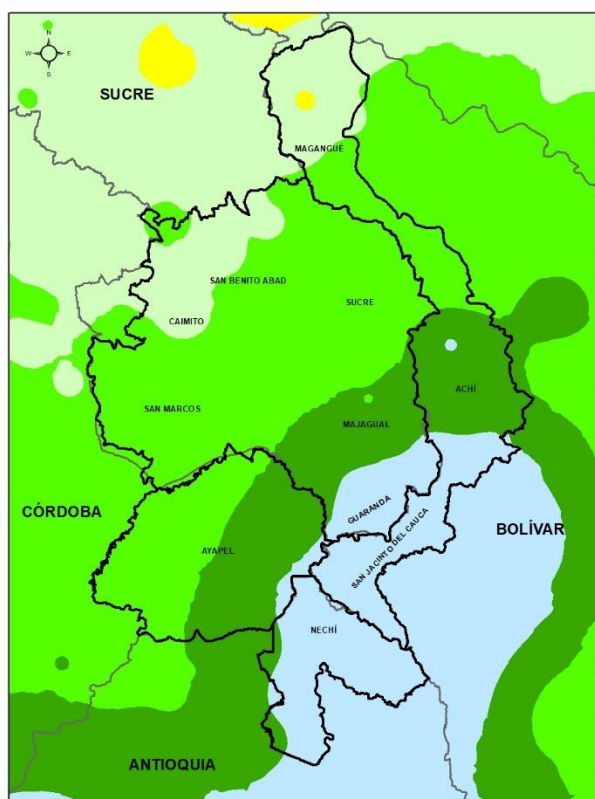 N
W E
S
SUCRE
MAGANGUÉ
SAN BENITO ABAD
SUCRE
CAIMITO
ACHÍ
SAN MARCOS
MAJAGUAL
CÓRDOBA
GUARANDA
BOLÍVAR
SAN JACINTO DEL CAUCA
AYAPEL
NECHÍ
ANTIOQUIA